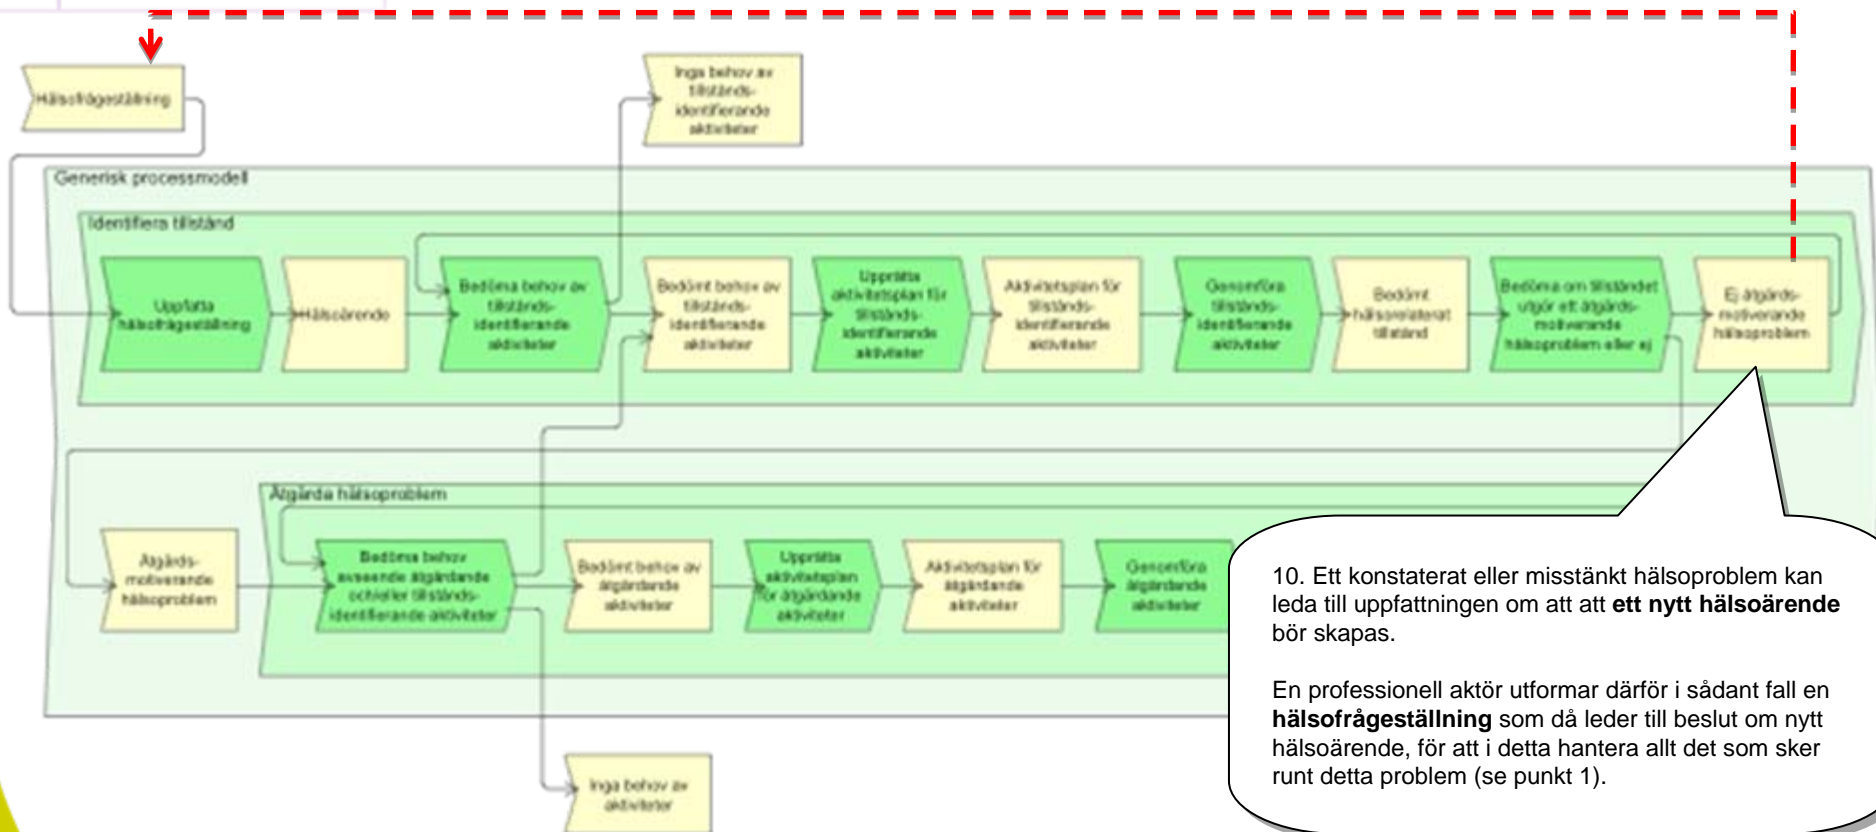 Hälsofrågeställning
Inga behov av
tillstånds-
identifierande
aktiviteter
Generisk processmodell
Identifiera tillstånd
Uppfatta
hälsofrågeställning
Hälsoärende
Bedöma behov av
tillstånds-
identifierande
aktiviteter
Bedömt behov av
tillstånds-
identifierande
aktiviteter
Upprätta
aktivitetsplan för
tillstånds-
identifierande
aktiviteter
Aktivitetsplan för
tillstånds-
identifierande
aktiviteter
Genomföra
tillstånds-
identifierande
aktiviteter
Bedömt
hälsorelaterat
tillstånd
Bedöma om tillståndet
utgör ett åtgärds-
motiverande
hälsoproblem eller ej
Ej åtgärds-
motiverande
hälsoproblem
Åtgärda hälsoproblem
Åtgärds-
motiverande
hälsoproblem
Bedöma behov
avseende åtgärdande
och/eller tillstånds-
identifierande aktiviteter
Bedömt behov av
åtgärdande
aktiviteter
Upprätta
aktivitetsplan
för åtgärdande
aktiviteter
Aktivitetsplan för
åtgärdande
aktiviteter
Genomföra
åtgärdande
aktiviteter
Inga behov av
aktiviteter
10. Ett konstaterat eller misstänkt hälsoproblem kan
leda till uppfattningen om att att ett nytt hälsoärende
bör skapas.
En professionell aktör utformar därför i sådant fall en
hälsofrågeställning som då leder till beslut om nytt
hälsoärende, för att i detta hantera allt det som sker
runt detta problem (se punkt 1).